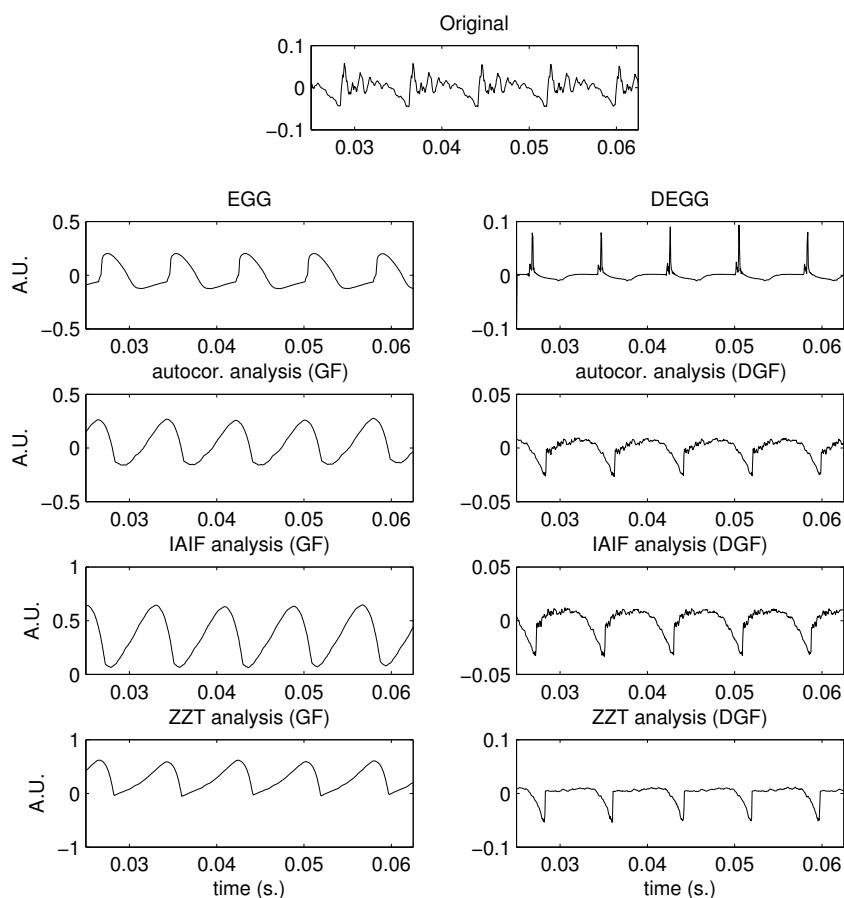 Original
0.1
0
−0.1
0.03 0.04 0.05 0.06
EGG
0.5
0
−0.5
A.U.
0.03 0.04 0.05 0.06
DEGG
0.1
0
−0.1
0.03 0.04 0.05 0.06
autocor. analysis (GF)
0.5
0
−0.5
A.U.
0.03 0.04 0.05 0.06
autocor. analysis (DGF)
0.05
0
−0.05
0.03 0.04 0.05 0.06
IAIF analysis (GF)
1
0.5
0
A.U.
0.03 0.04 0.05 0.06
IAIF analysis (DGF)
0.05
0
−0.05
0.03 0.04 0.05 0.06
ZZT analysis (GF)
1
0
−1
A.U.
0.03 0.04 0.05 0.06
time (s.)
ZZT analysis (DGF)
0.1
0
−0.1
0.03 0.04 0.05 0.06
time (s.)